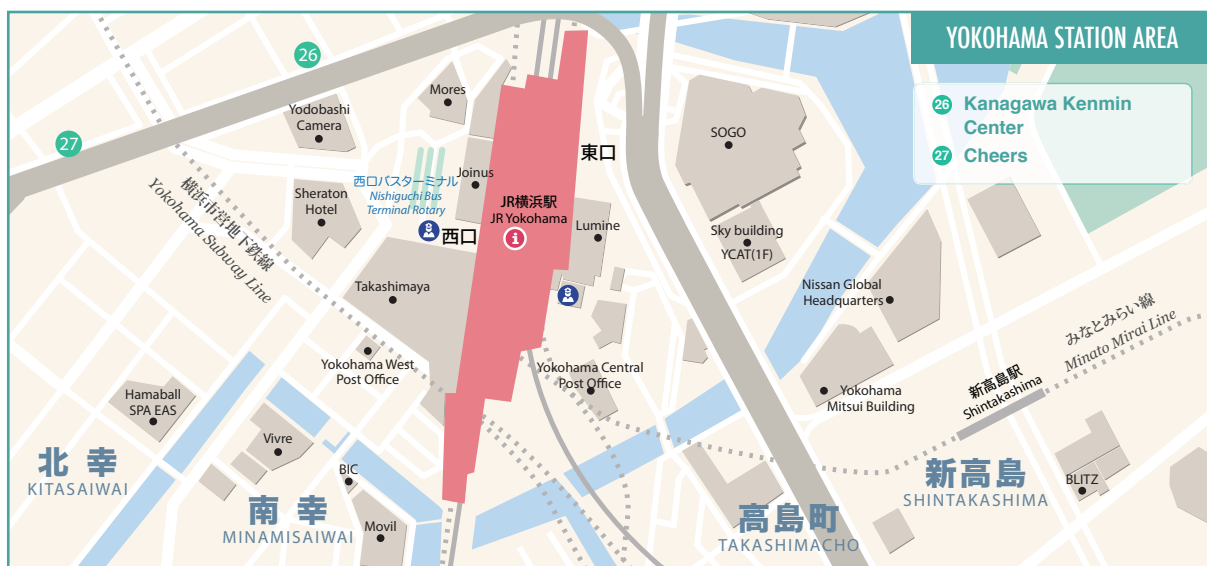 YOKOHAMA STATION AREA
26 Kanagawa Kenmin
Center
27 Cheers
26
27
Yodobashi
Camera
Mores
SOGO
東口
西口バスターミナル
Nishiguchi Bus
Terminal Rotary
Joinus
横浜市営地下鉄線
Yokohama Subway Line
Sheraton
Hotel
JR横浜駅
JR Yokohama
i
西口
Lumine
Sky building
YCAT(1F)
Takashimaya
Nissan Global
Headquarters
みなとみらい線
Minato Mirai Line
Yokohama West
Post Office
Yokohama Central
Post Office
新高島駅
Shintakashima
Yokohama
Mitsui Building
Hamaball
SPA EAS
Vivre
BIC
Movil
BLITZ
北幸
KITASAIWAI
南幸
MINAMISAIWAI
高島町
TAKASHIMACHO
新高島
SHINTAKASHIMA